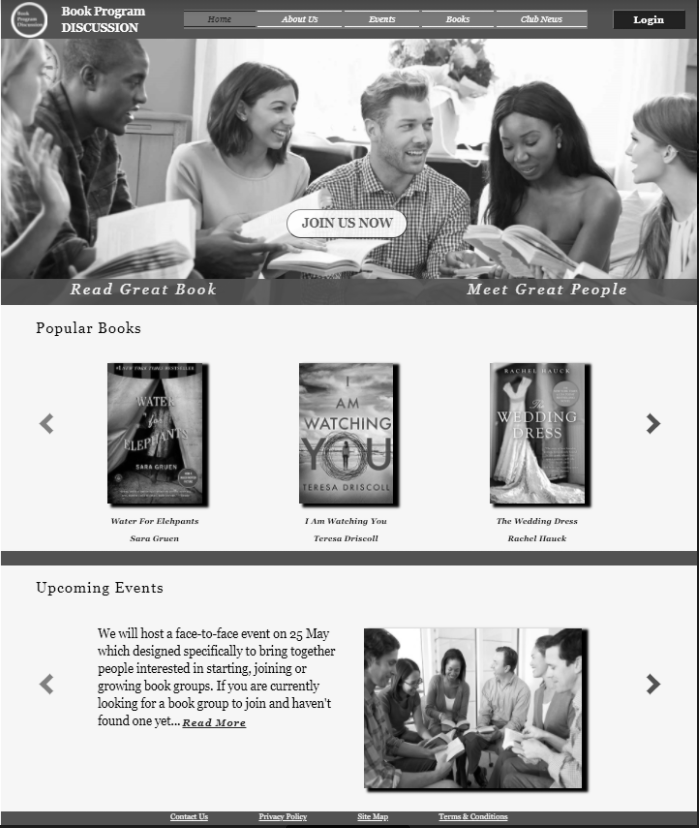 Book
Program
Discussion
Book Program
DISCUSSION
Home
About Us
Events
Books
Club News
Login
JOIN US NOW
Read Great Book
Meet Great People
Popular Books
#1 NEW YORK TIMES BESTSELLER
WATER
for
ELEPHANTS
SARA GRUEN
I
AM
WATCHING
YOU
TERESA DRISCOLL
RACHEL HAUCK
The
WEDDING
DRESS
Water For Elehpants
I Am Watching You
The Wedding Dress
Sara Gruen
Teresa Driscoll
Rachel Hauck
Upcoming Events
We will host a face-to-face event on 25 May
which designed specifically to bring together
people interested in starting, joining or
growing book groups. If you are currently
looking for a book group to join and haven't
found one yet... Read More
Contact Us
Privacy Policy
Site Map
Terms & Conditions